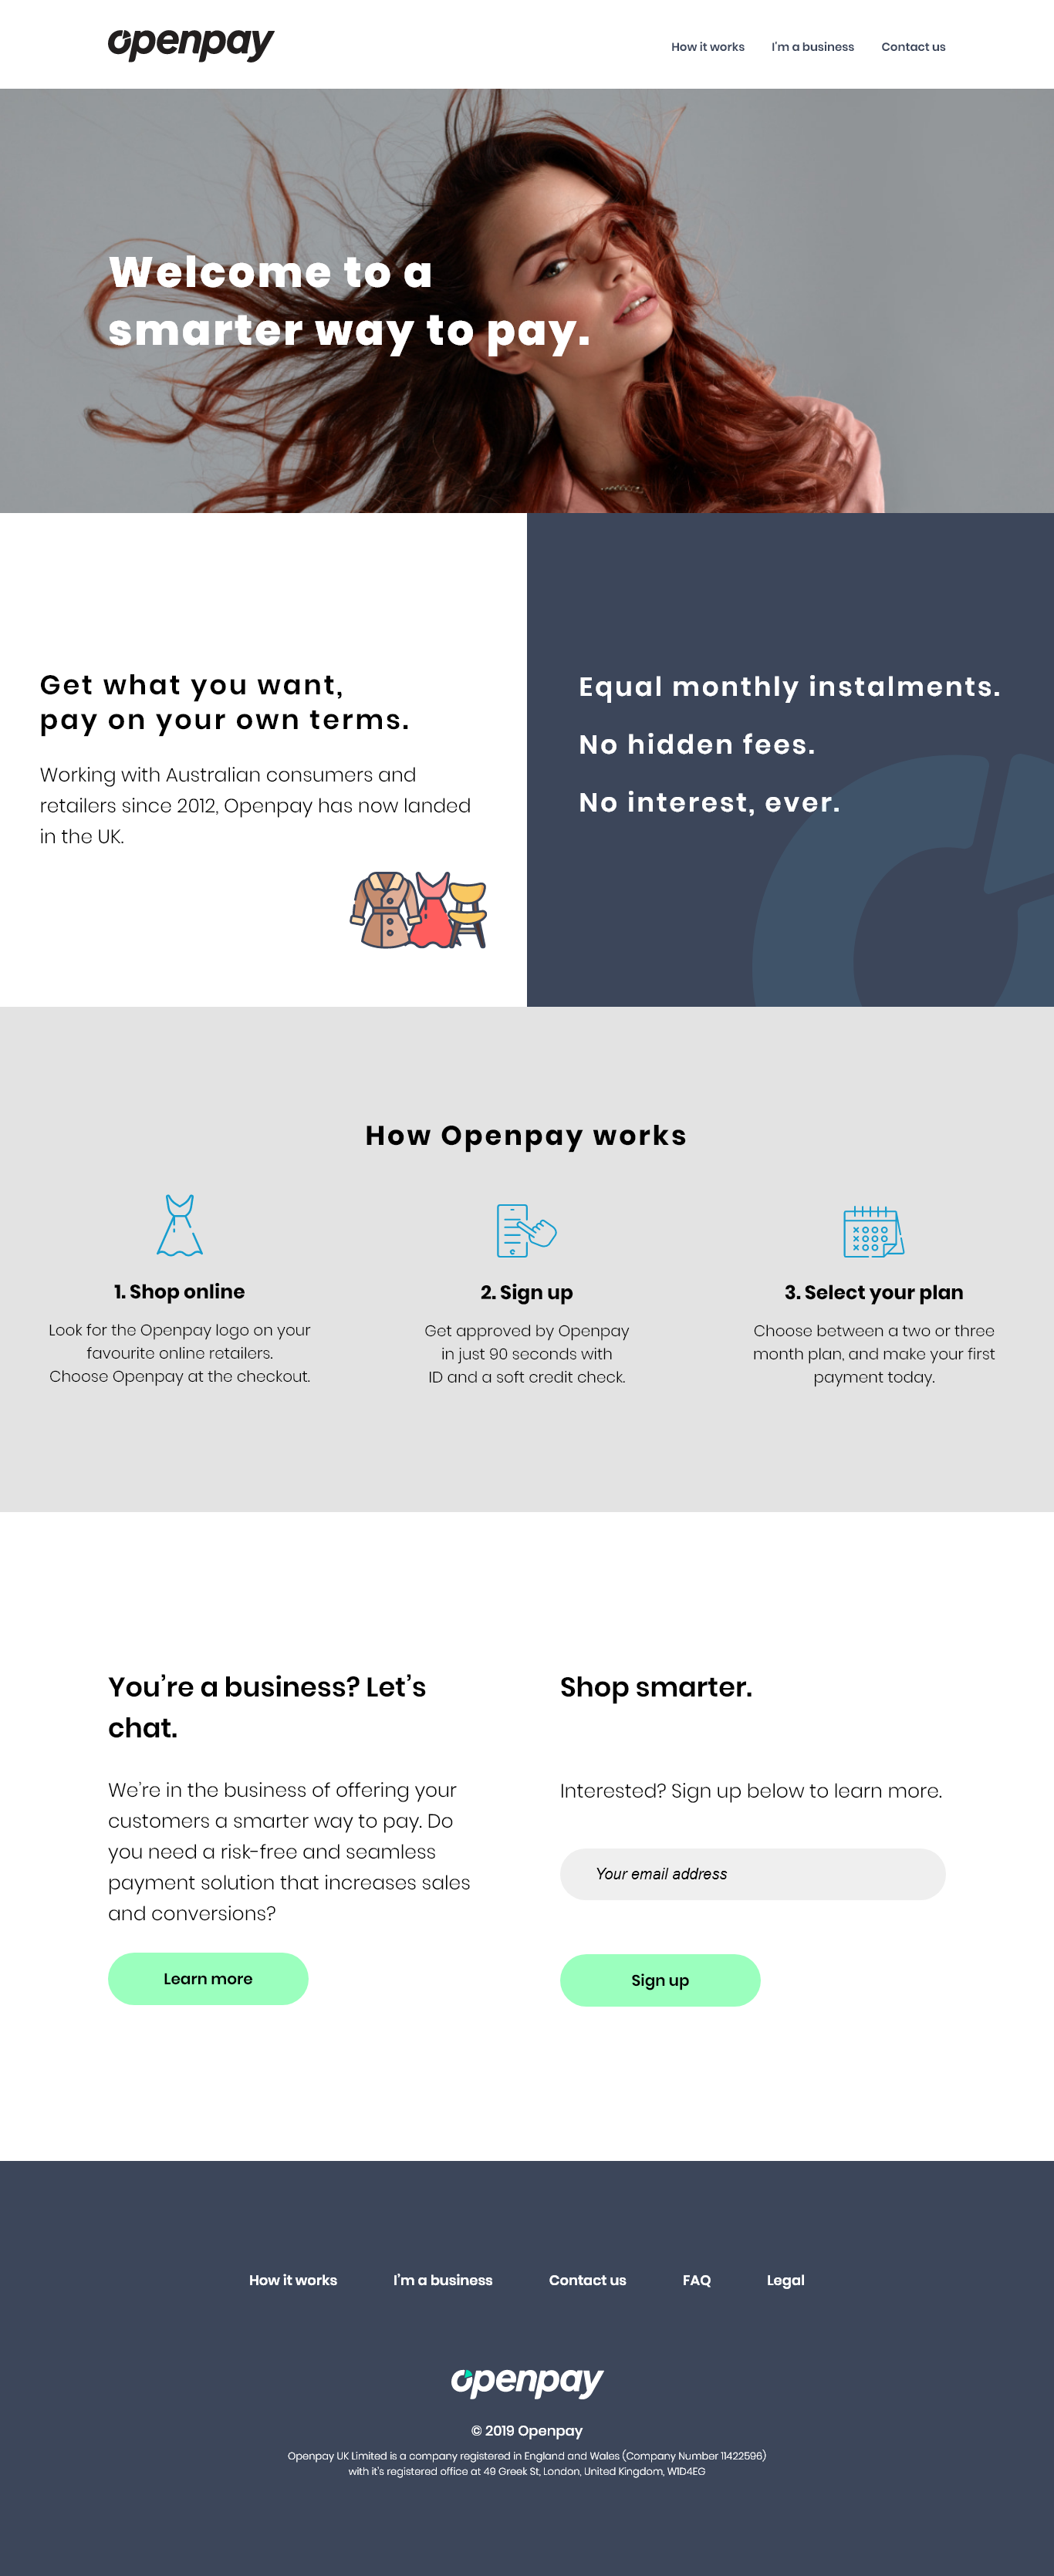 openpay
How it works
I'm a business
Contact us
Welcome to a
smarter way to pay.
Get what you want,
pay on your own terms.
Working with Australian consumers and
retailers since 2012, Openpay has now landed
in the UK.
Equal monthly instalments.
No hidden fees.
No interest, ever.
How Openpay works
1. Shop online
Look for the Openpay logo on your
favourite online retailers.
Choose Openpay at the checkout.
2. Sign up
Get approved by Openpay
in just 90 seconds with
ID and a soft credit check.
3. Select your plan
Choose between a two or three
month plan, and make your first
payment today.
You’re a business? Let’s
chat.
We’re in the business of offering your
customers a smarter way to pay. Do
you need a risk-free and seamless
payment solution that increases sales
and conversions?
Learn more
Shop smarter.
Interested? Sign up below to learn more.
Your email address
Sign up
How it works
I’m a business
Contact us
FAQ
Legal
openpay
© 2019 Openpay
Openpay UK Limited is a company registered in England and Wales (Company Number 11422596)
with it's registered office at 49 Greek St, London, United Kingdom, W1D4EG